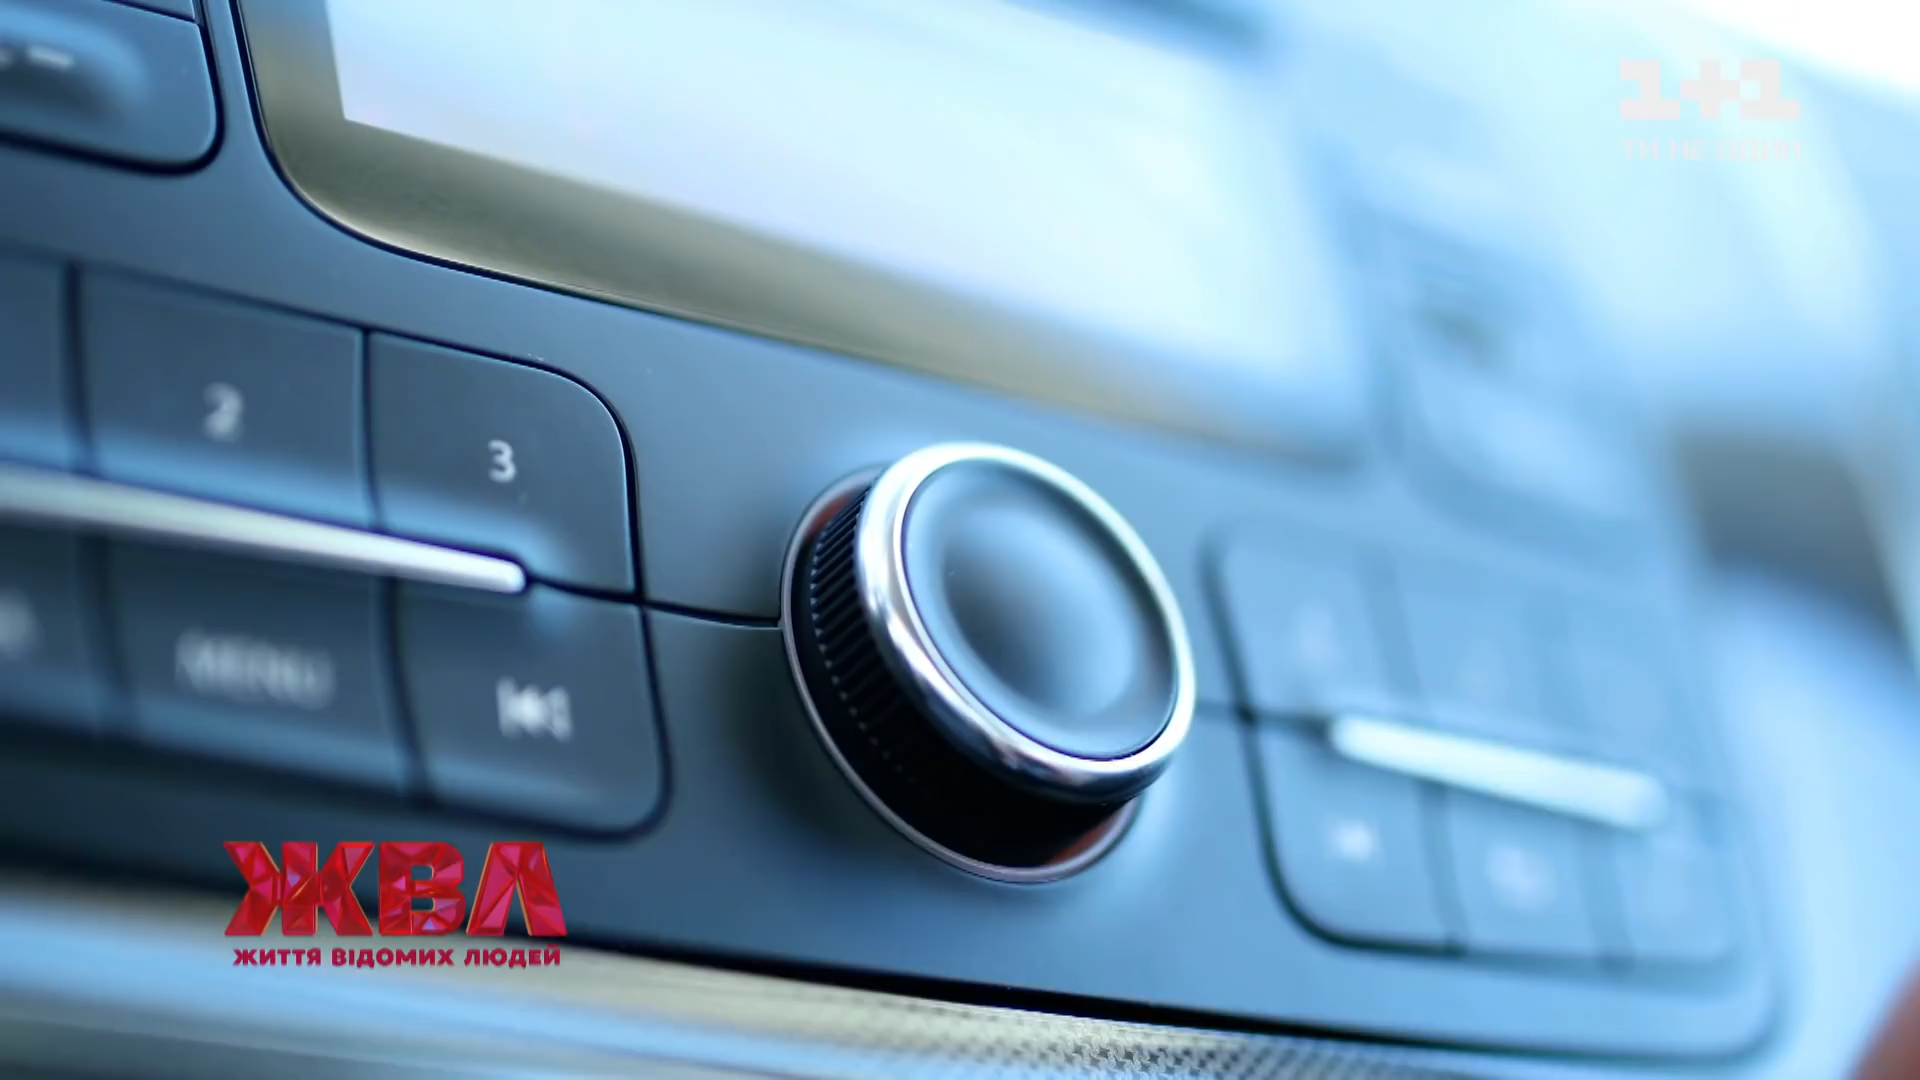 1+1
ТИ НЕ ОДИН
2
3
MENU
ЖВЛ
ЖИТТЯ ВІДОМИХ ЛЮДЕЙ